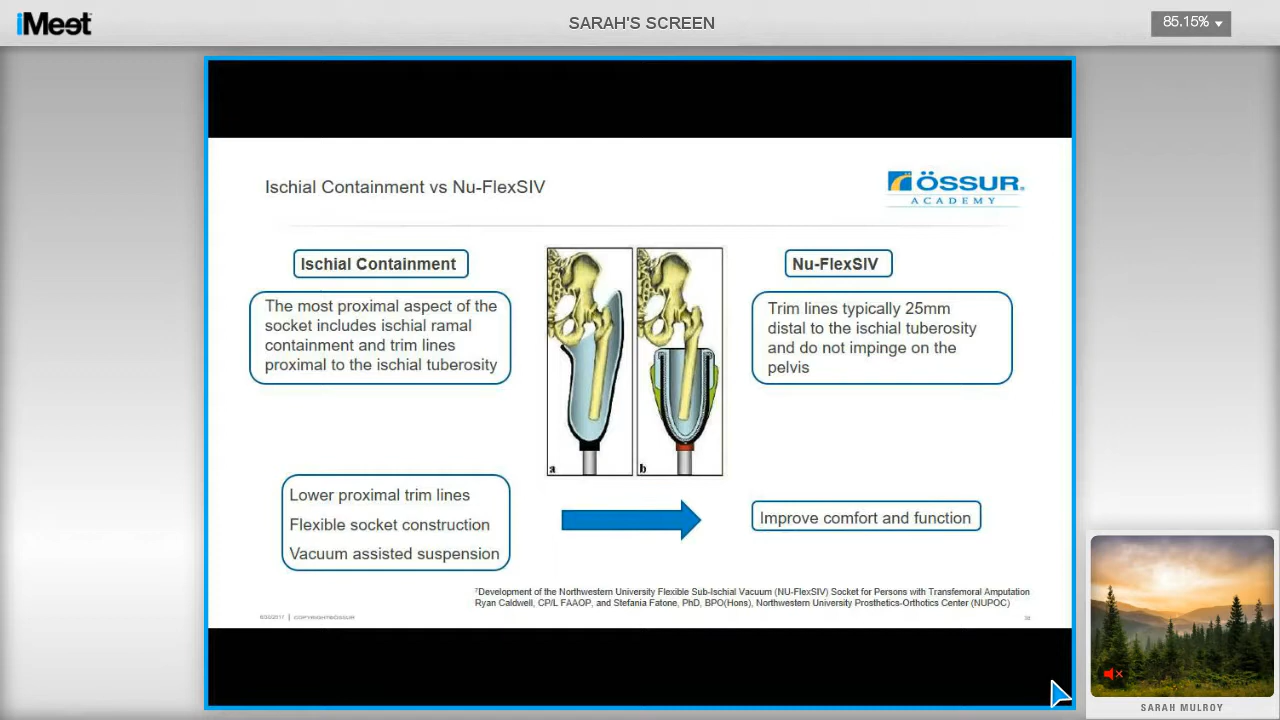 iMeet
SARAH'S SCREEN
85.15%
Ischial Containment vs Nu-FlexSIV
ÖSSUR®
ACADEMY
Ischial Containment
Nu-FlexSIV
The most proximal aspect of the
socket includes ischial ramal
containment and trim lines
proximal to the ischial tuberosity
a
b
Trim lines typically 25mm
distal to the ischial tuberosity
and do not impinge on the
pelvis
Lower proximal trim lines
Flexible socket construction
Vacuum assisted suspension
Improve comfort and function
⁷Development of the Northwestern University Flexible Sub-Ischial Vacuum (NU-FlexSIV) Socket for Persons with Transfemoral Amputation
Ryan Caldwell, CP/L FAAOP, and Stefania Fatone, PhD, BPO(Hons), Northwestern University Prosthetics-Orthotics Center (NUPOC)
COPYRIGHT©ÖSSUR
SARAH MULROY